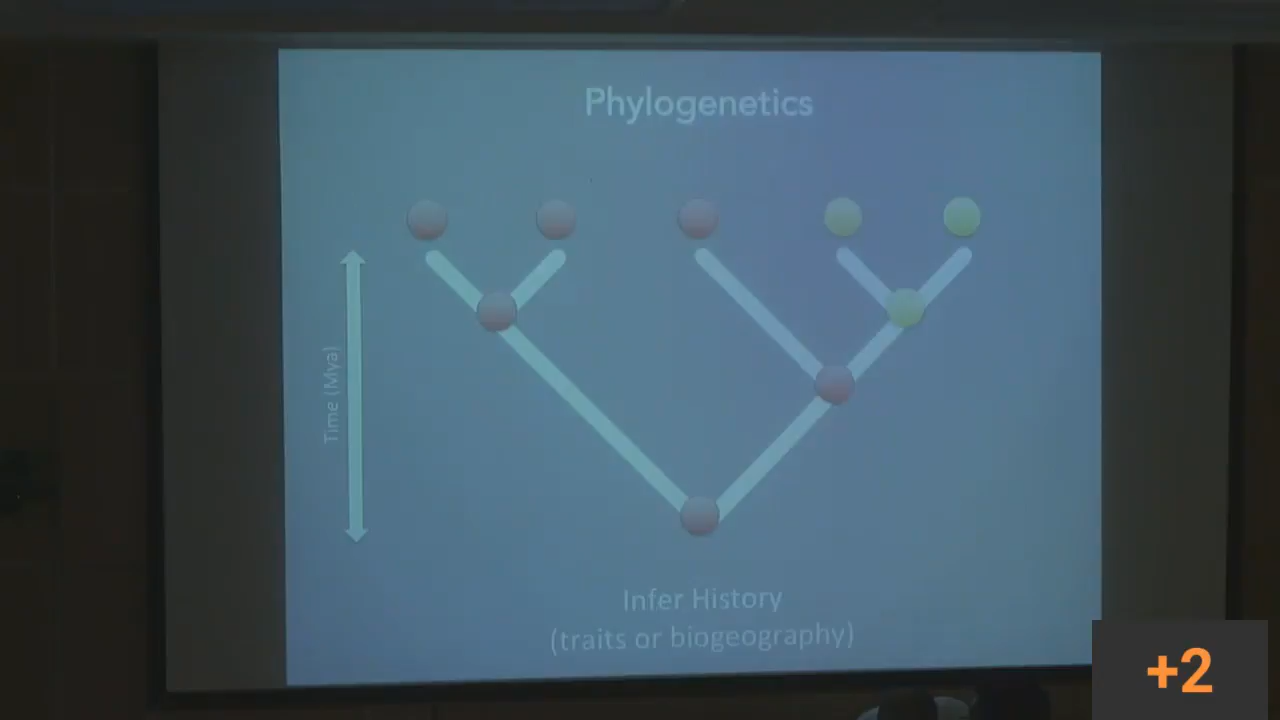 Phylogenetics
Time (Mya)
Infer History
(traits or biogeography)
+2